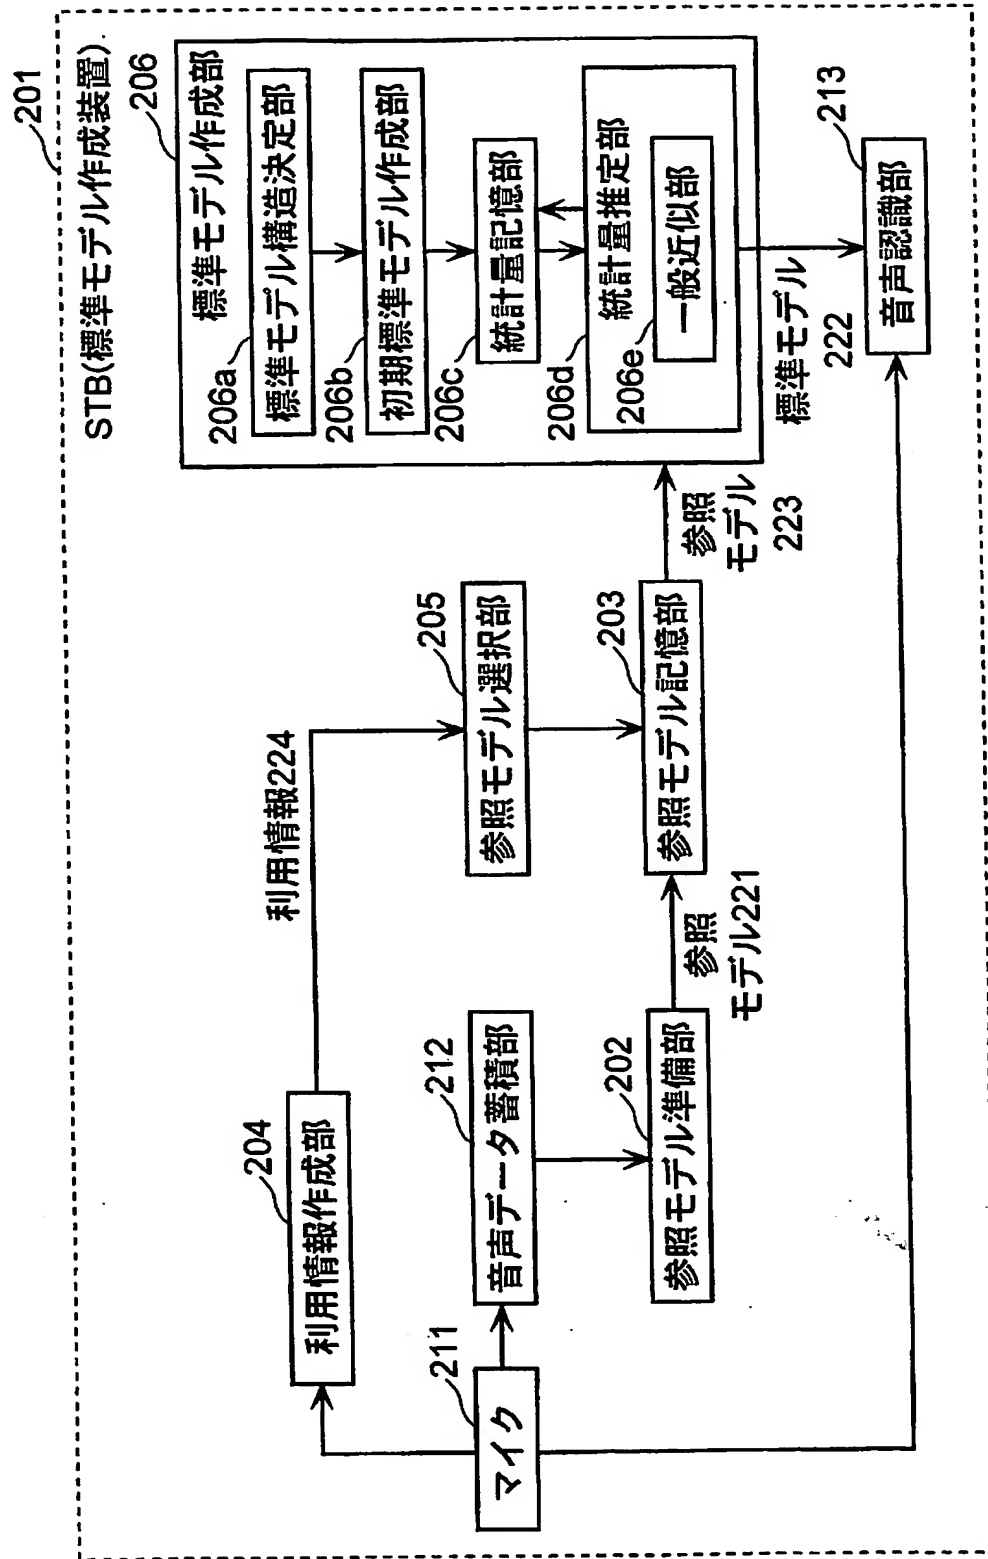 201
STB(標準モデル作成装置)
206
標準モデル作成部
206a
標準モデル構造決定部
206b
初期標準モデル作成部
206c
統計量記憶部
206d
統計量推定部
206e
一般近似部
標準モデル
222
213
音声認識部
利用情報224
205
参照モデル選択部
203
参照モデル記憶部
参照
モデル
223
204
利用情報作成部
212
音声データ蓄積部
202
参照モデル準備部
参照
モデル221
211
マイク